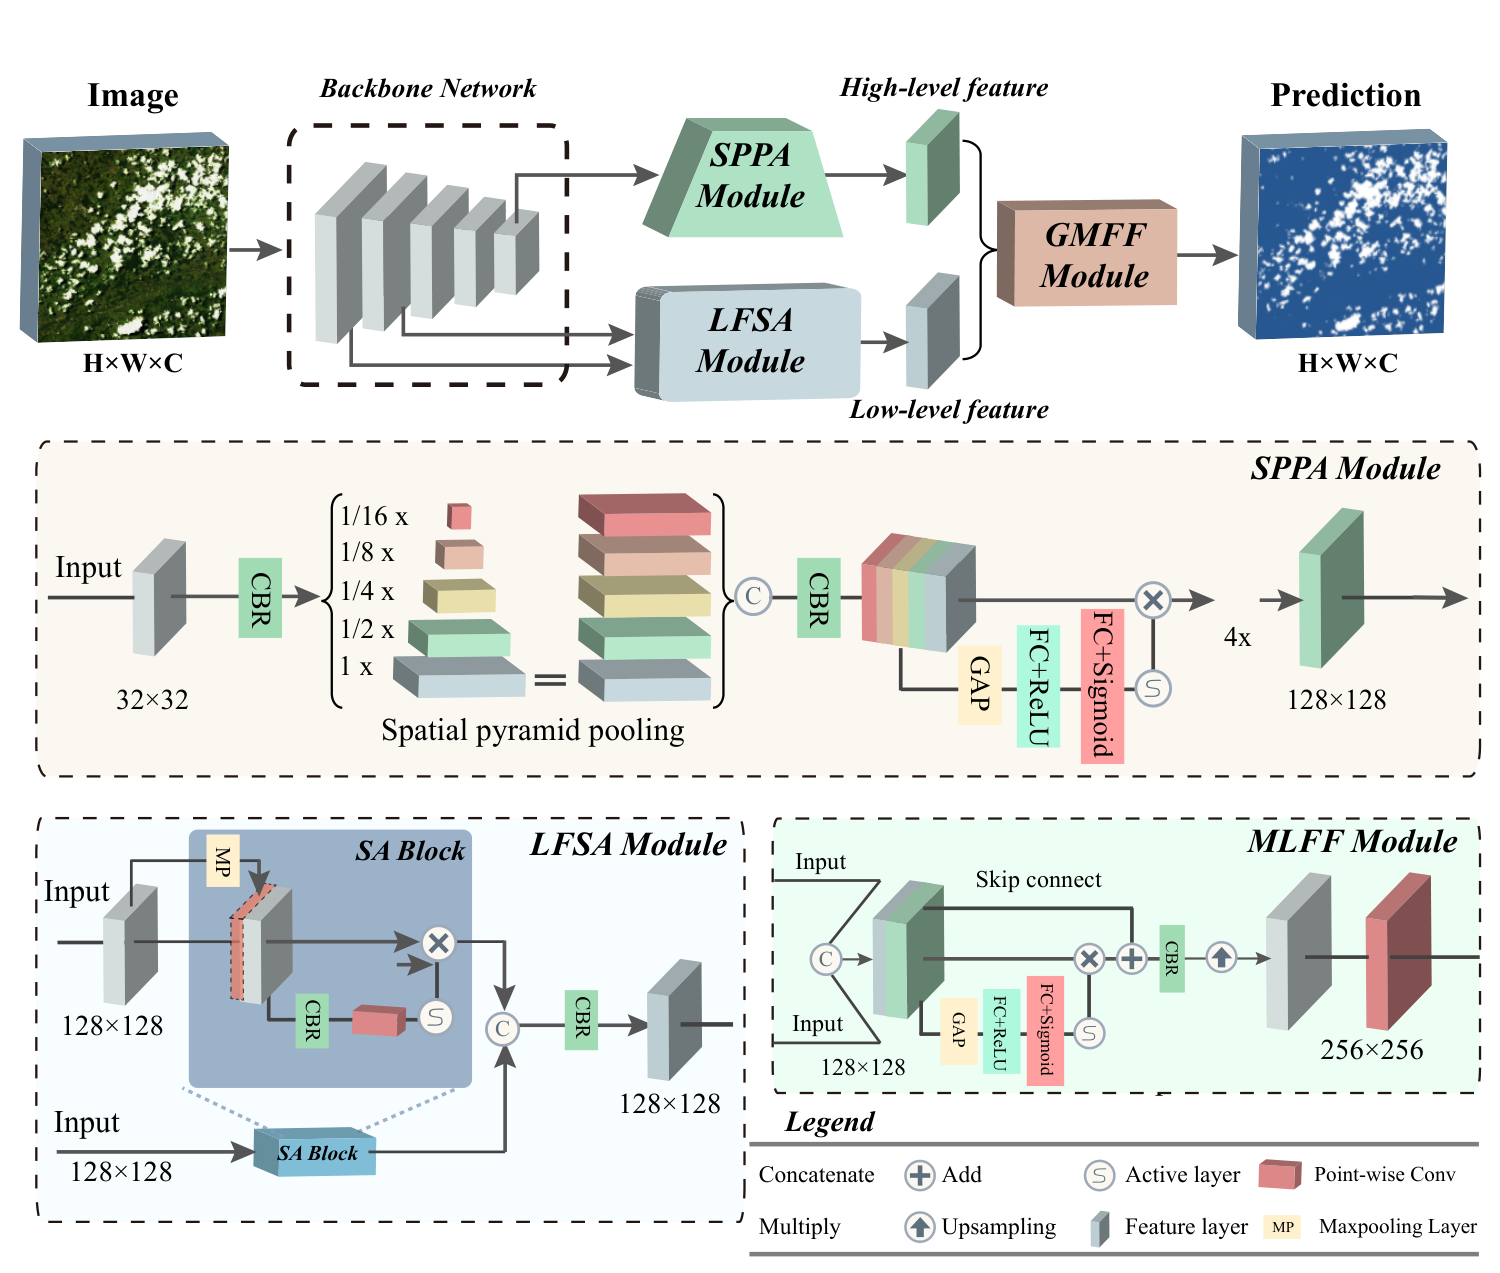 Image
Backbone Network
High-level feature
Prediction
SPPA
Module
GMFF
Module
LFSA
Module
H×W×C
H×W×C
Low-level feature
SPPA Module
Input
CBR
1/16 x
1/8 x
1/4 x
1/2 x
1 x
C
CBR
GAP
FC+ReLU
FC+Sigmoid
S
4x
32×32
128×128
Spatial pyramid pooling
LFSA Module
SA Block
MP
Input
128×128
CBR
S
C
CBR
128×128
Input
128×128
SA Block
MLFF Module
Input
Skip connect
C
CBR
Input
GAP
FC+ReLU
FC+Sigmoid
S
128×128
256×256
Legend
Concatenate
Add
S
Active layer
Point-wise Conv
Multiply
Upsampling
Feature layer
MP
Maxpooling Layer